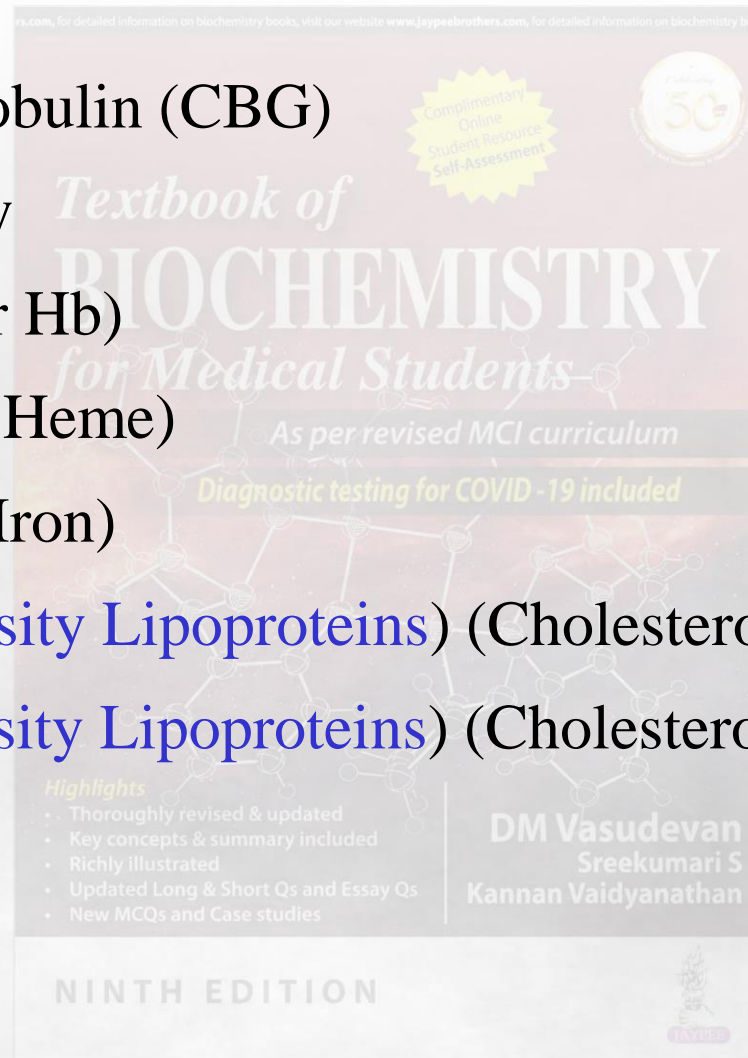 rs.com, for detailed information on biochemistry books, visit our website www.jaypeebrothers.com, for detailed information on biochemistry b
obulin (CBG)
Complimentary
Online
Student Resource
Self-Assessment
50
Textbook of
y
BIOCHEMISTRY
r Hb)
for Medical Students
Heme)
As per revised MCI curriculum
Diagnostic testing for COVID -19 included
Iron)
sity Lipoproteins) (Cholestero
sity Lipoproteins) (Cholestero
Highlights
• Thoroughly revised & updated
• Key concepts & summary included
• Richly illustrated
• Updated Long & Short Qs and Essay Qs
• New MCQs and Case studies
DM Vasudevan
Sreekumari S
Kannan Vaidyanathan
NINTH EDITION
JAYPEE